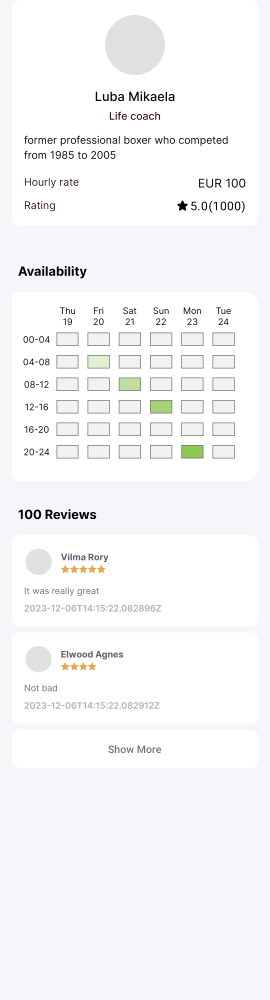 Luba Mikaela
Life coach
former professional boxer who competed
from 1985 to 2005
Hourly rate EUR 100
Rating 5.0(1000)
Availability
Thu Fri Sat Sun Mon Tue
19 20 21 22 23 24
00-04
04-08
08-12
12-16
16-20
20-24
100 Reviews
Vilma Rory
It was really great
2023-12-06T14:15:22.082896Z
Elwood Agnes
Not bad
2023-12-06T14:15:22.082912Z
Show More